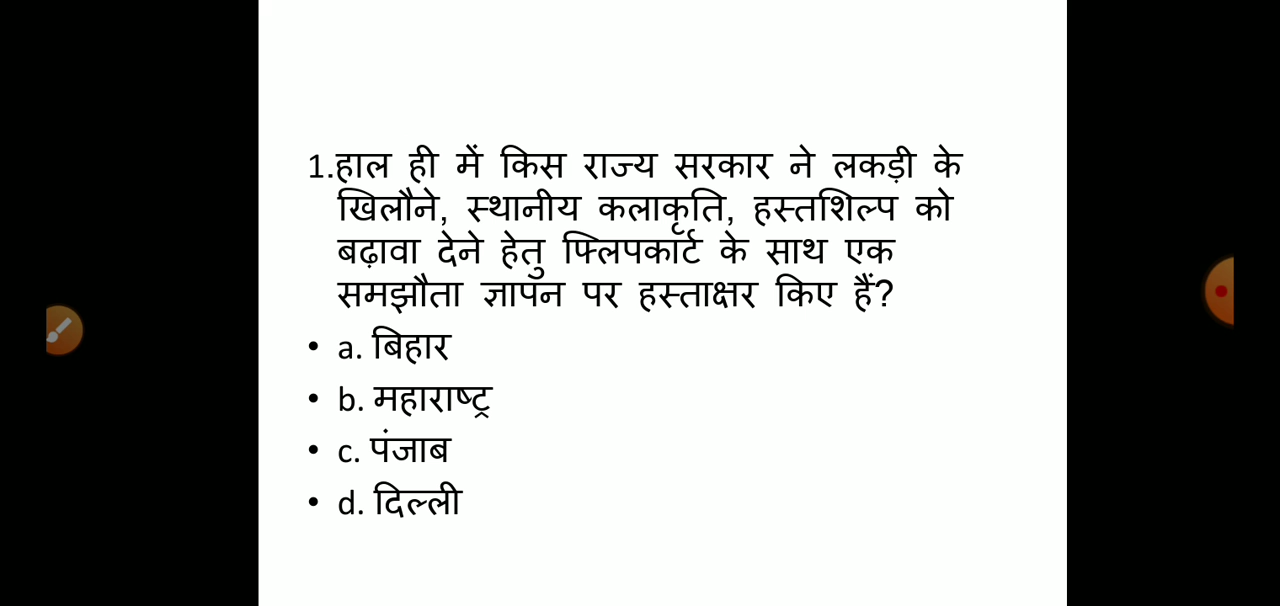 1.हाल ही में किस राज्य सरकार ने लकड़ी के
खिलौने, स्थानीय कलाकृति, हस्तशिल्प को
बढ़ावा देने हेतु फ्लिपकार्ट के साथ एक
समझौता ज्ञापन पर हस्ताक्षर किए हैं?
• a. बिहार
• b. महाराष्ट्र
• c. पंजाब
• d. दिल्ली